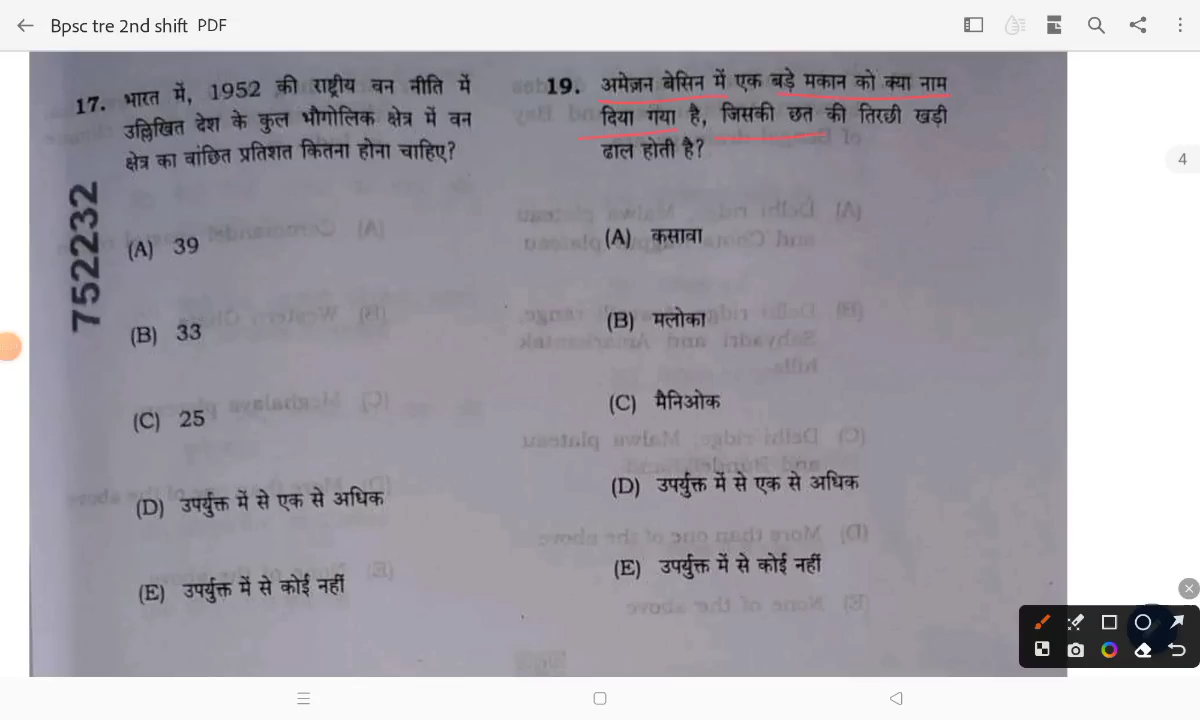 Bpsc tre 2nd shift PDF
17. भारत में, 1952 की राष्ट्रीय वन नीति में
उल्लिखित देश के कुल भौगोलिक क्षेत्र में वन
क्षेत्र का वांछित प्रतिशत कितना होना चाहिए?
(A) 39
(B) 33
(C) 25
(D) उपर्युक्त में से एक से अधिक
(E) उपर्युक्त में से कोई नहीं
752232
19. अमेज़न बेसिन में एक बड़े मकान को क्या नाम
दिया गया है, जिसकी छत की तिरछी खड़ी
ढाल होती है?
(A) कसावा
(B) मलोका
(C) मैनिओक
(D) उपर्युक्त में से एक से अधिक
(E) उपर्युक्त में से कोई नहीं
4